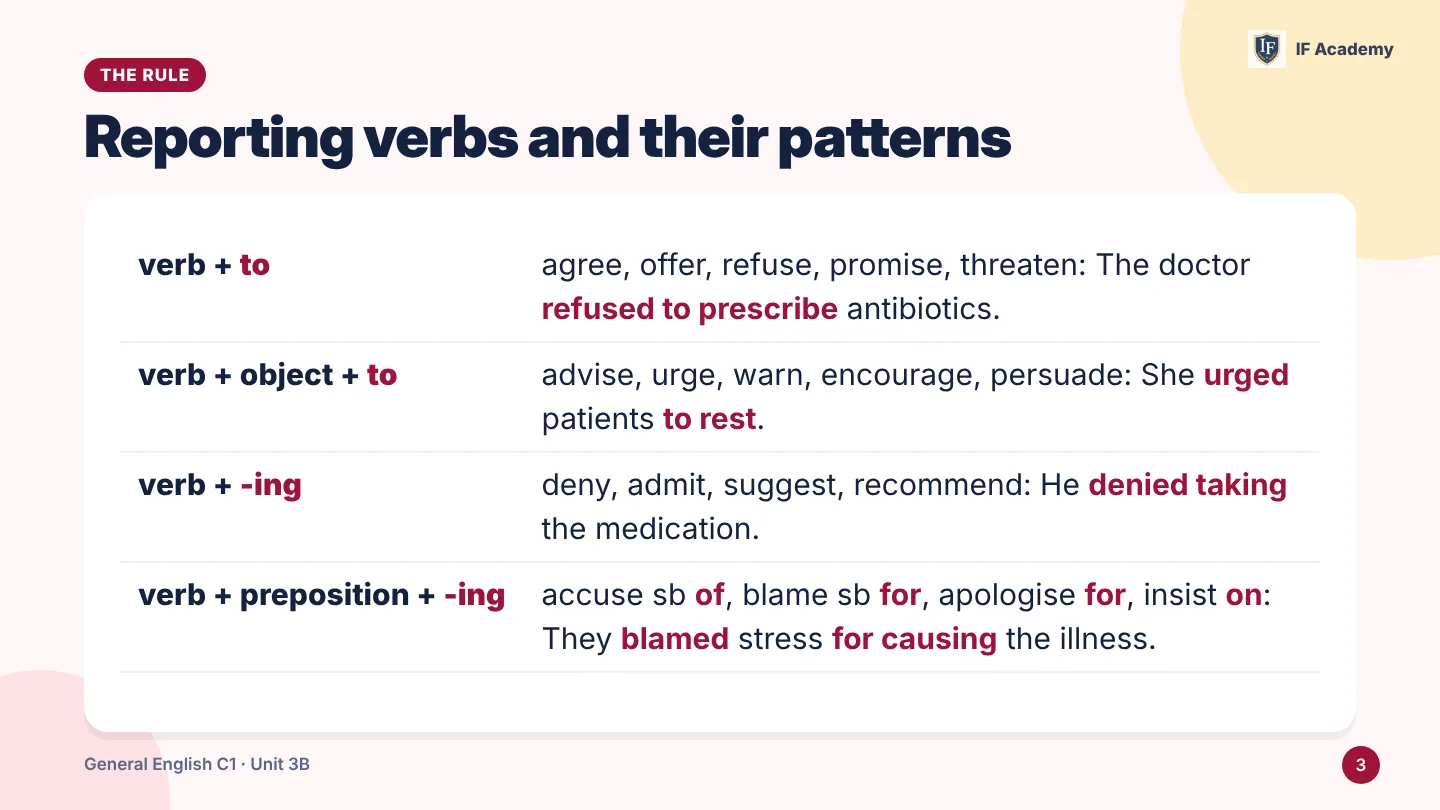 IF Academy
THE RULE
Reporting verbs and their patterns
verb + to
agree, offer, refuse, promise, threaten: The doctor
refused to prescribe antibiotics.
verb + object + to
advise, urge, warn, encourage, persuade: She urged
patients to rest.
verb + -ing
deny, admit, suggest, recommend: He denied taking
the medication.
verb + preposition + -ing
accuse sb of, blame sb for, apologise for, insist on:
They blamed stress for causing the illness.
General English C1 · Unit 3B
3